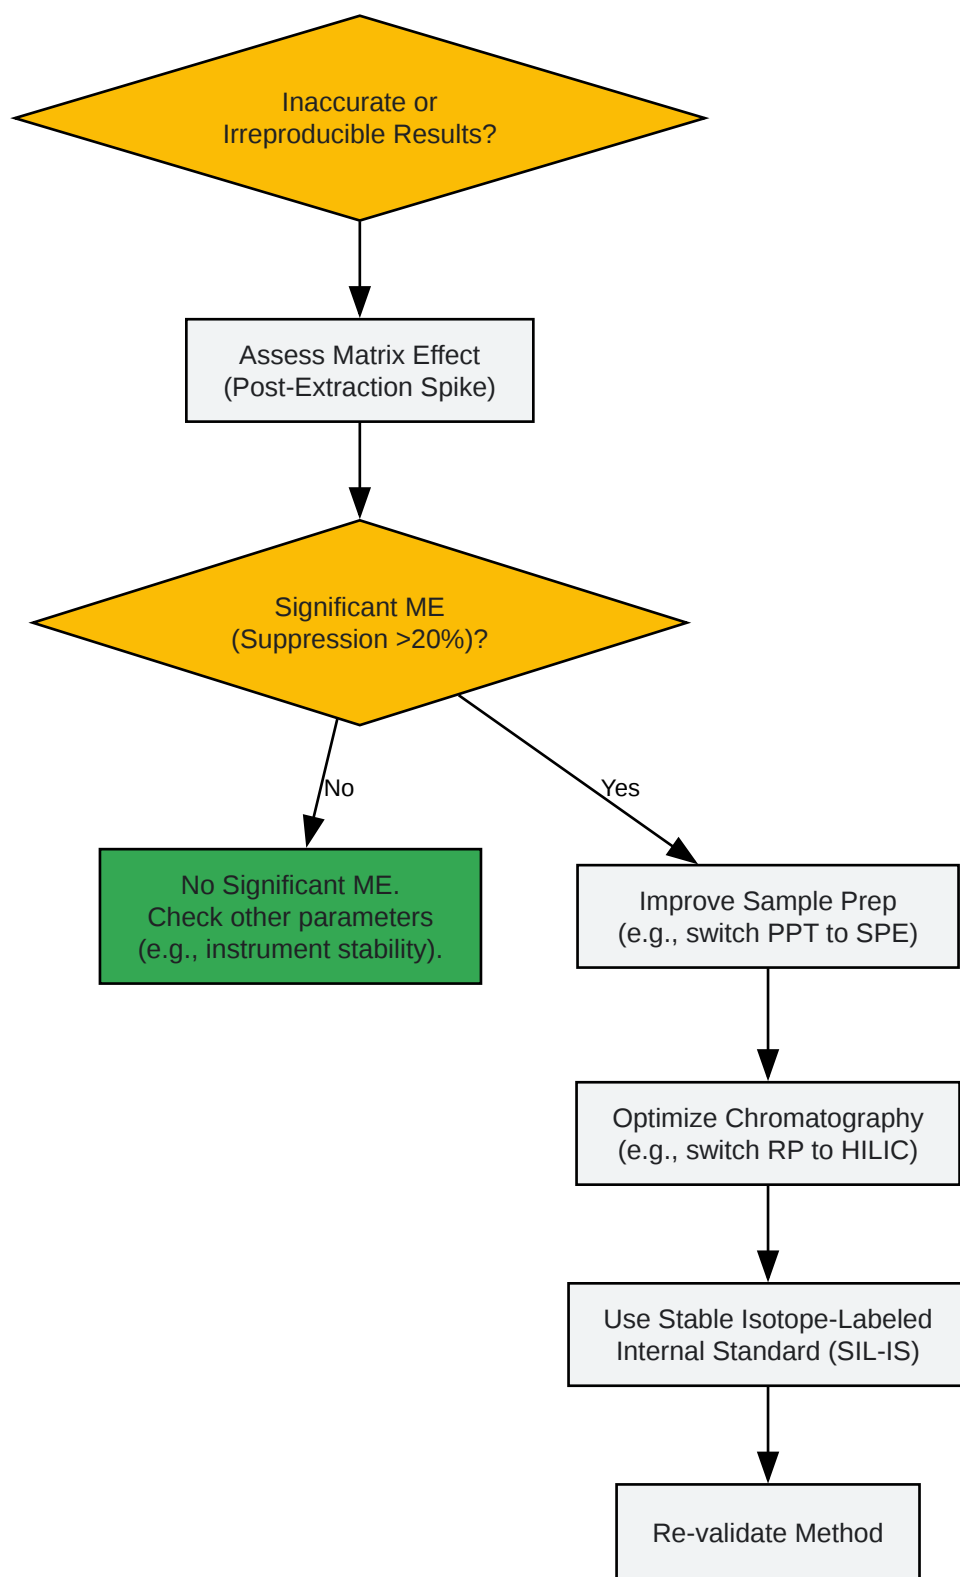 Inaccurate or
Irreproducible Results?
Assess Matrix Effect
(Post-Extraction Spike)
Significant ME
(Suppression >20%)?
No
Yes
No Significant ME.
Check other parameters
(e.g., instrument stability).
Improve Sample Prep
(e.g., switch PPT to SPE)
Optimize Chromatography
(e.g., switch RP to HILIC)
Use Stable Isotope-Labeled
Internal Standard (SIL-IS)
Re-validate Method